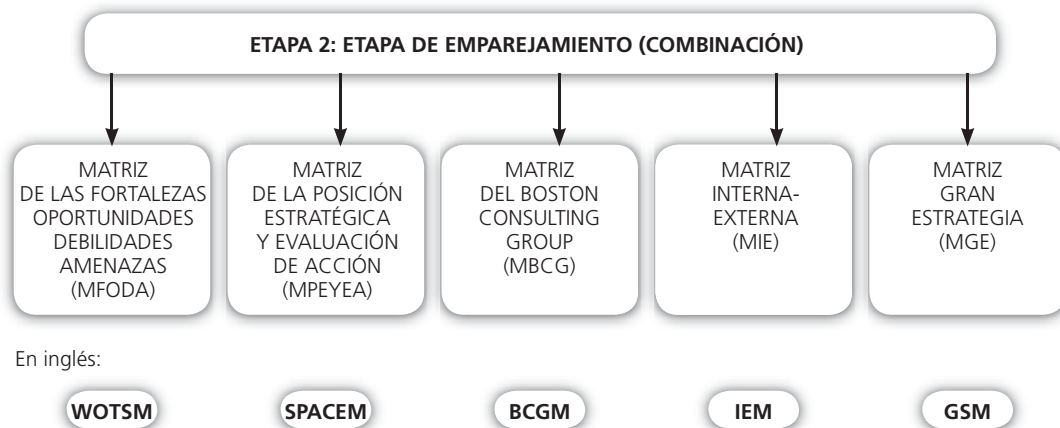 ETAPA 2: ETAPA DE EMPAREJAMIENTO (COMBINACIÓN)
MATRIZ
DE LAS FORTALEZAS
OPORTUNIDADES
DEBILIDADES
AMENAZAS
(MFODA)
MATRIZ
DE LA POSICIÓN
ESTRATÉGICA
Y EVALUACIÓN
DE ACCIÓN
(MPEYEA)
MATRIZ
DEL BOSTON
CONSULTING
GROUP
(MBCG)
MATRIZ
INTERNA-
EXTERNA
(MIE)
MATRIZ
GRAN
ESTRATEGIA
(MGE)
En inglés:
WOTSM
SPACEM
BCGM
IEM
GSM